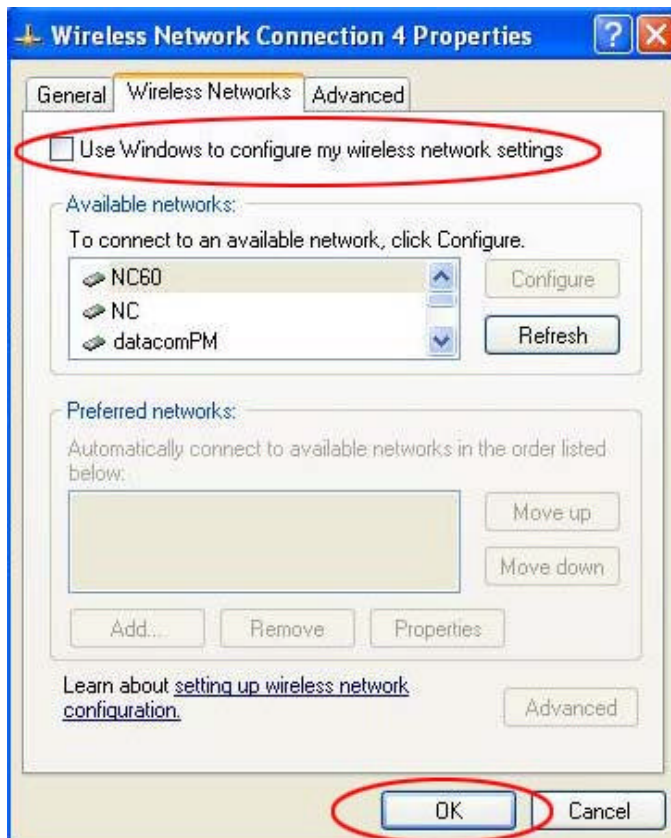 Wireless Network Connection 4 Properties
General Wireless Networks Advanced
Use Windows to configure my wireless network settings
Available networks:
To connect to an available network, click Configure.
NC60
NC
datacomPM
Configure
Refresh
Preferred networks:
Automatically connect to available networks in the order listed
below:
Move up
Move down
Add... Remove Properties
Learn about setting up wireless network
configuration.
Advanced
OK Cancel